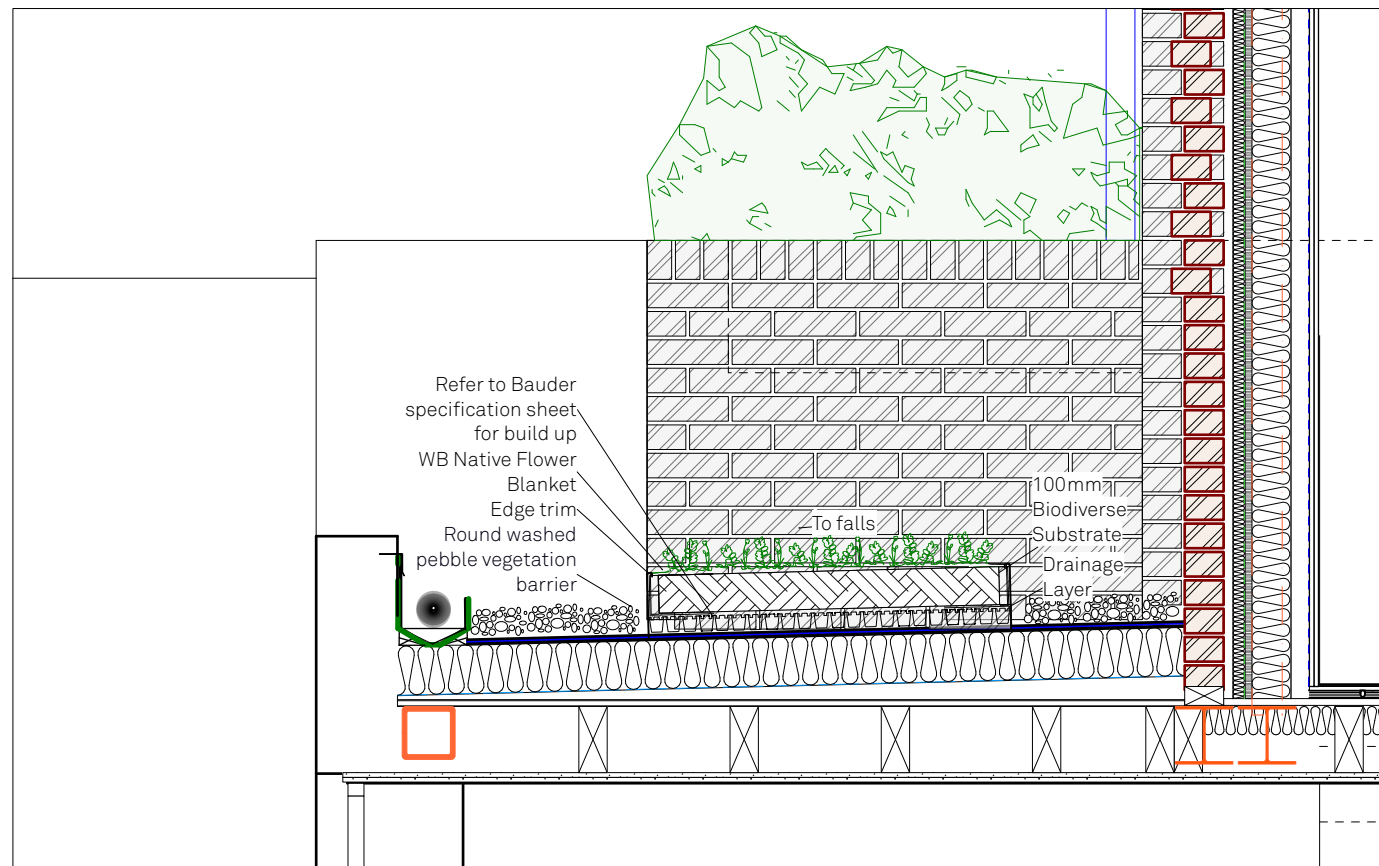 Refer to Bauder
specification sheet
for build up
WB Native Flower
Blanket
Edge trim
Round washed
pebble vegetation
barrier
To falls
100mm
Biodiverse
Substrate
Drainage
Layer